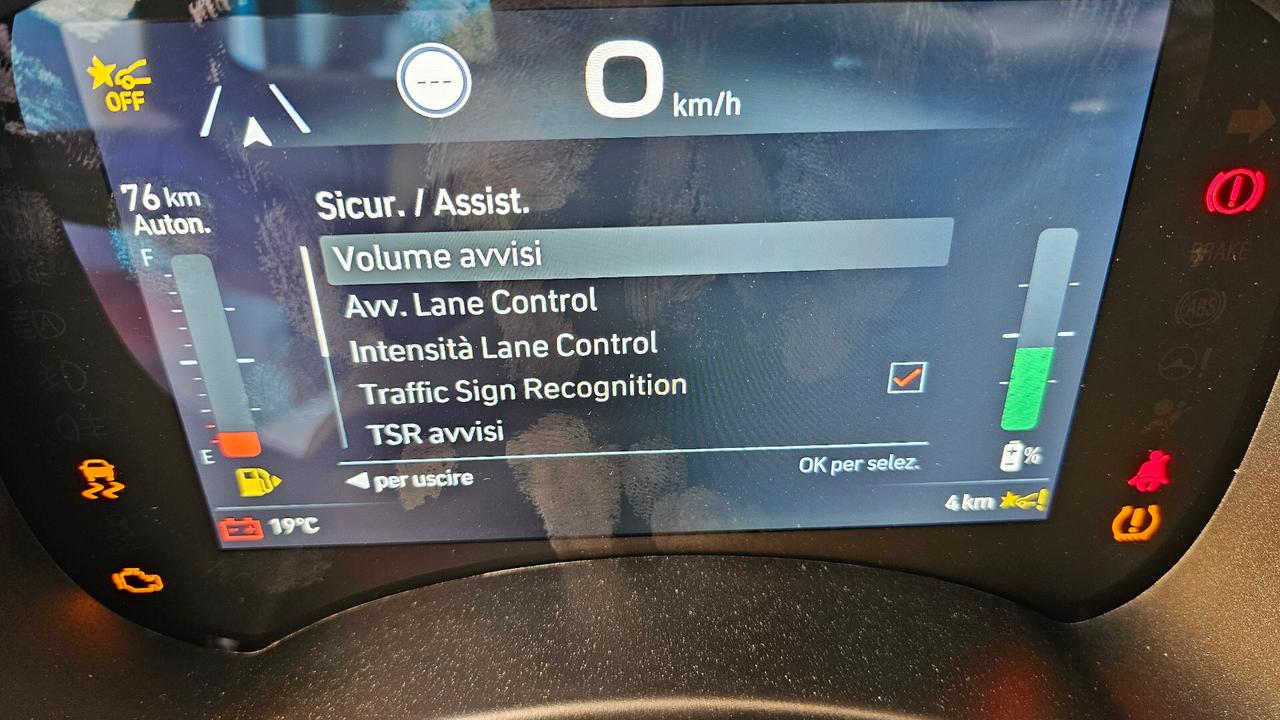 OFF
---
0 km/h
76 km
Auton.
F
Sicur. / Assist.
Volume avvisi
Avv. Lane Control
Intensità Lane Control
Traffic Sign Recognition
TSR avvisi
E
◀ per uscire
OK per selez.
%
19°C
4 km
BRAKE
ABS